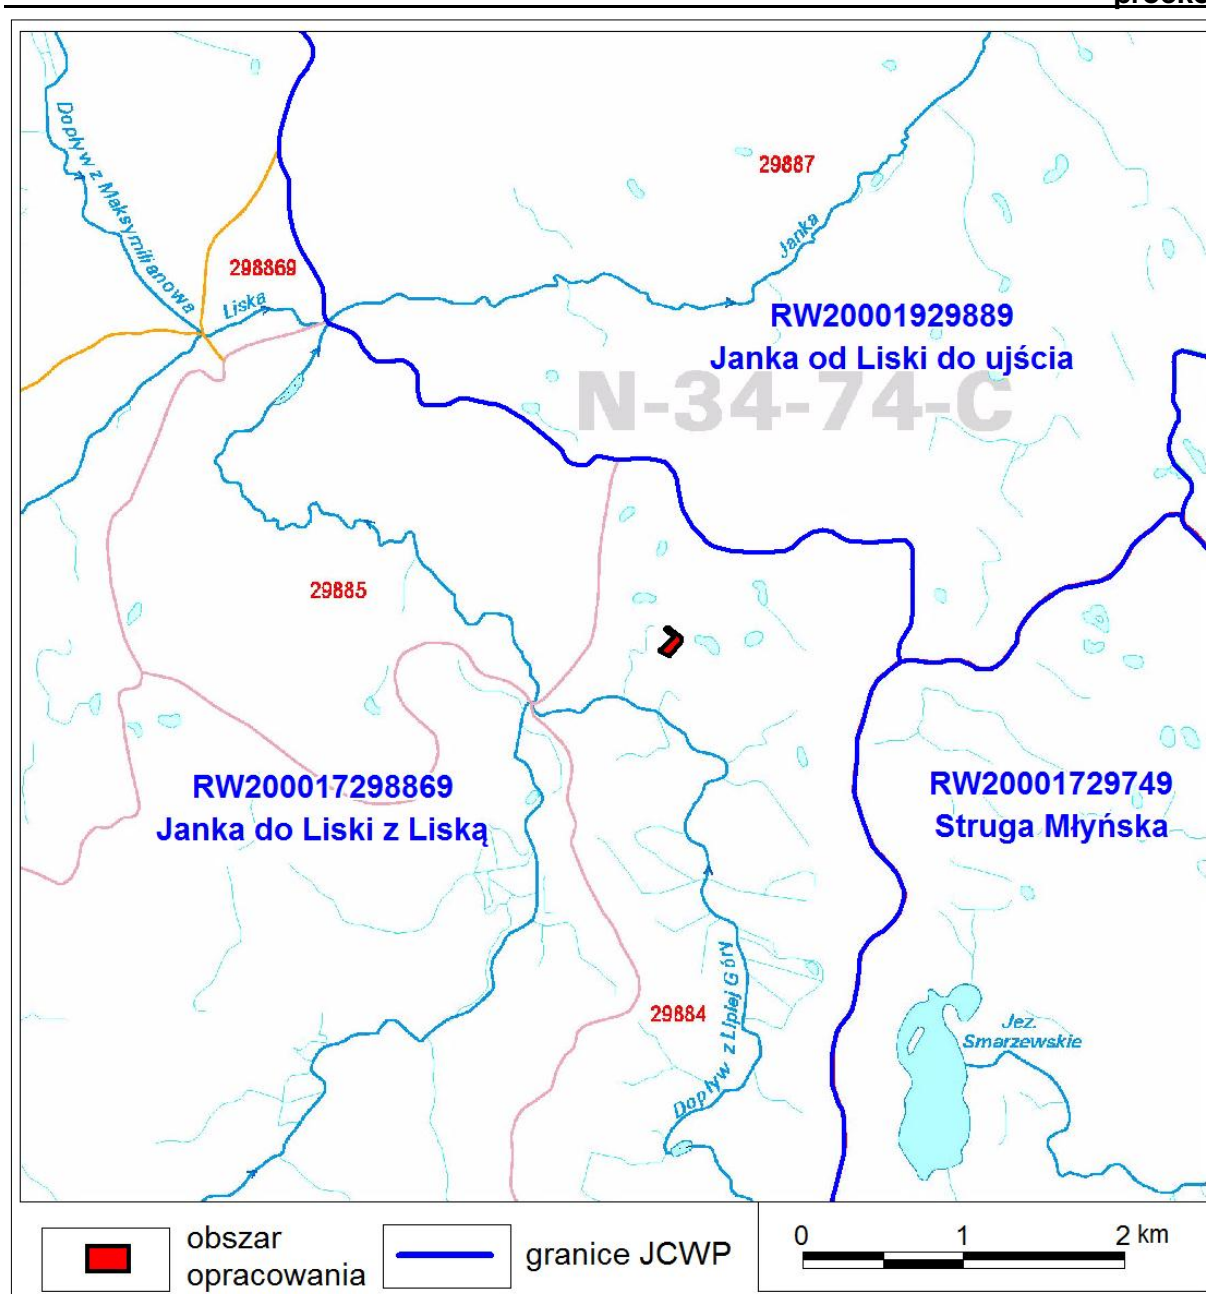 Dopływ z Maksymilianowa
29887
Janka
298869
Liska
RW20001929889
Janka od Liski do ujścia
N-34-74-C
29885
RW200017298869
Janka do Liski z Liską
RW20001729749
Struga Młyńska
29884
Dopływ z Lipiej Góry
Jez.
Smarzewskie
obszar
opracowania
granice JCWP
0 1 2 km